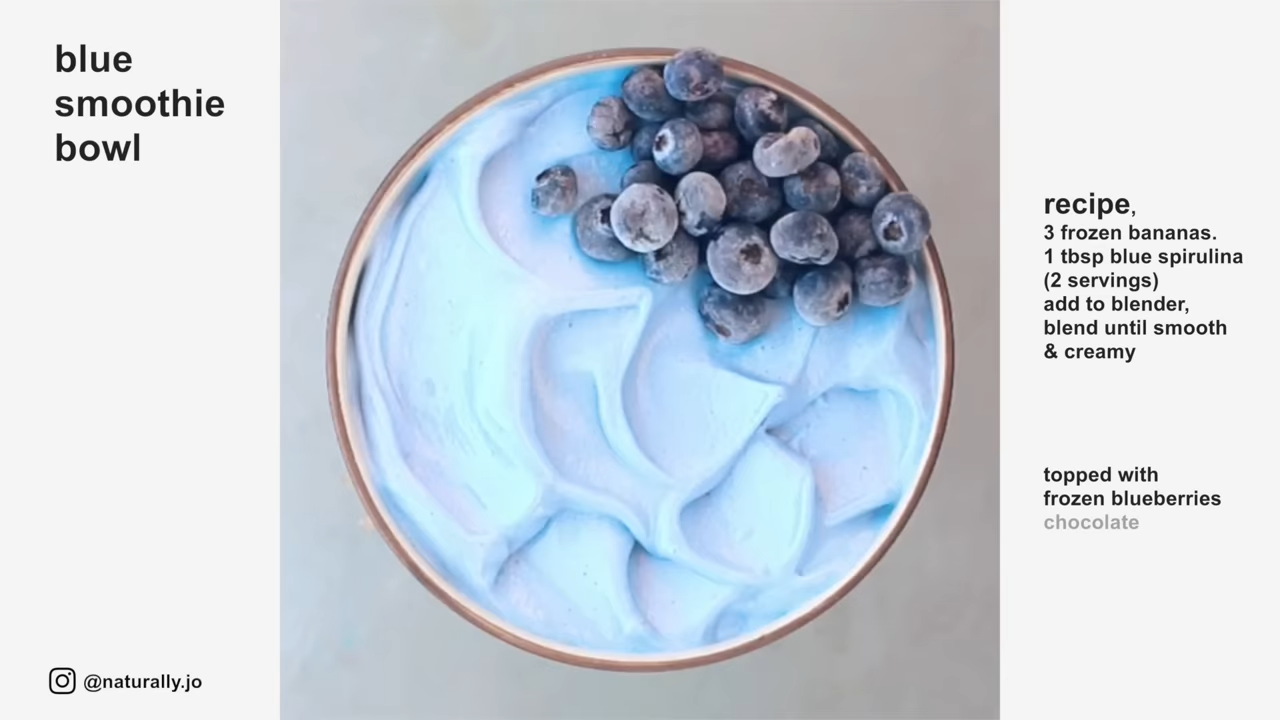 blue
smoothie
bowl
recipe,
3 frozen bananas.
1 tbsp blue spirulina
(2 servings)
add to blender,
blend until smooth
& creamy
topped with
frozen blueberries
chocolate
@naturally.jo